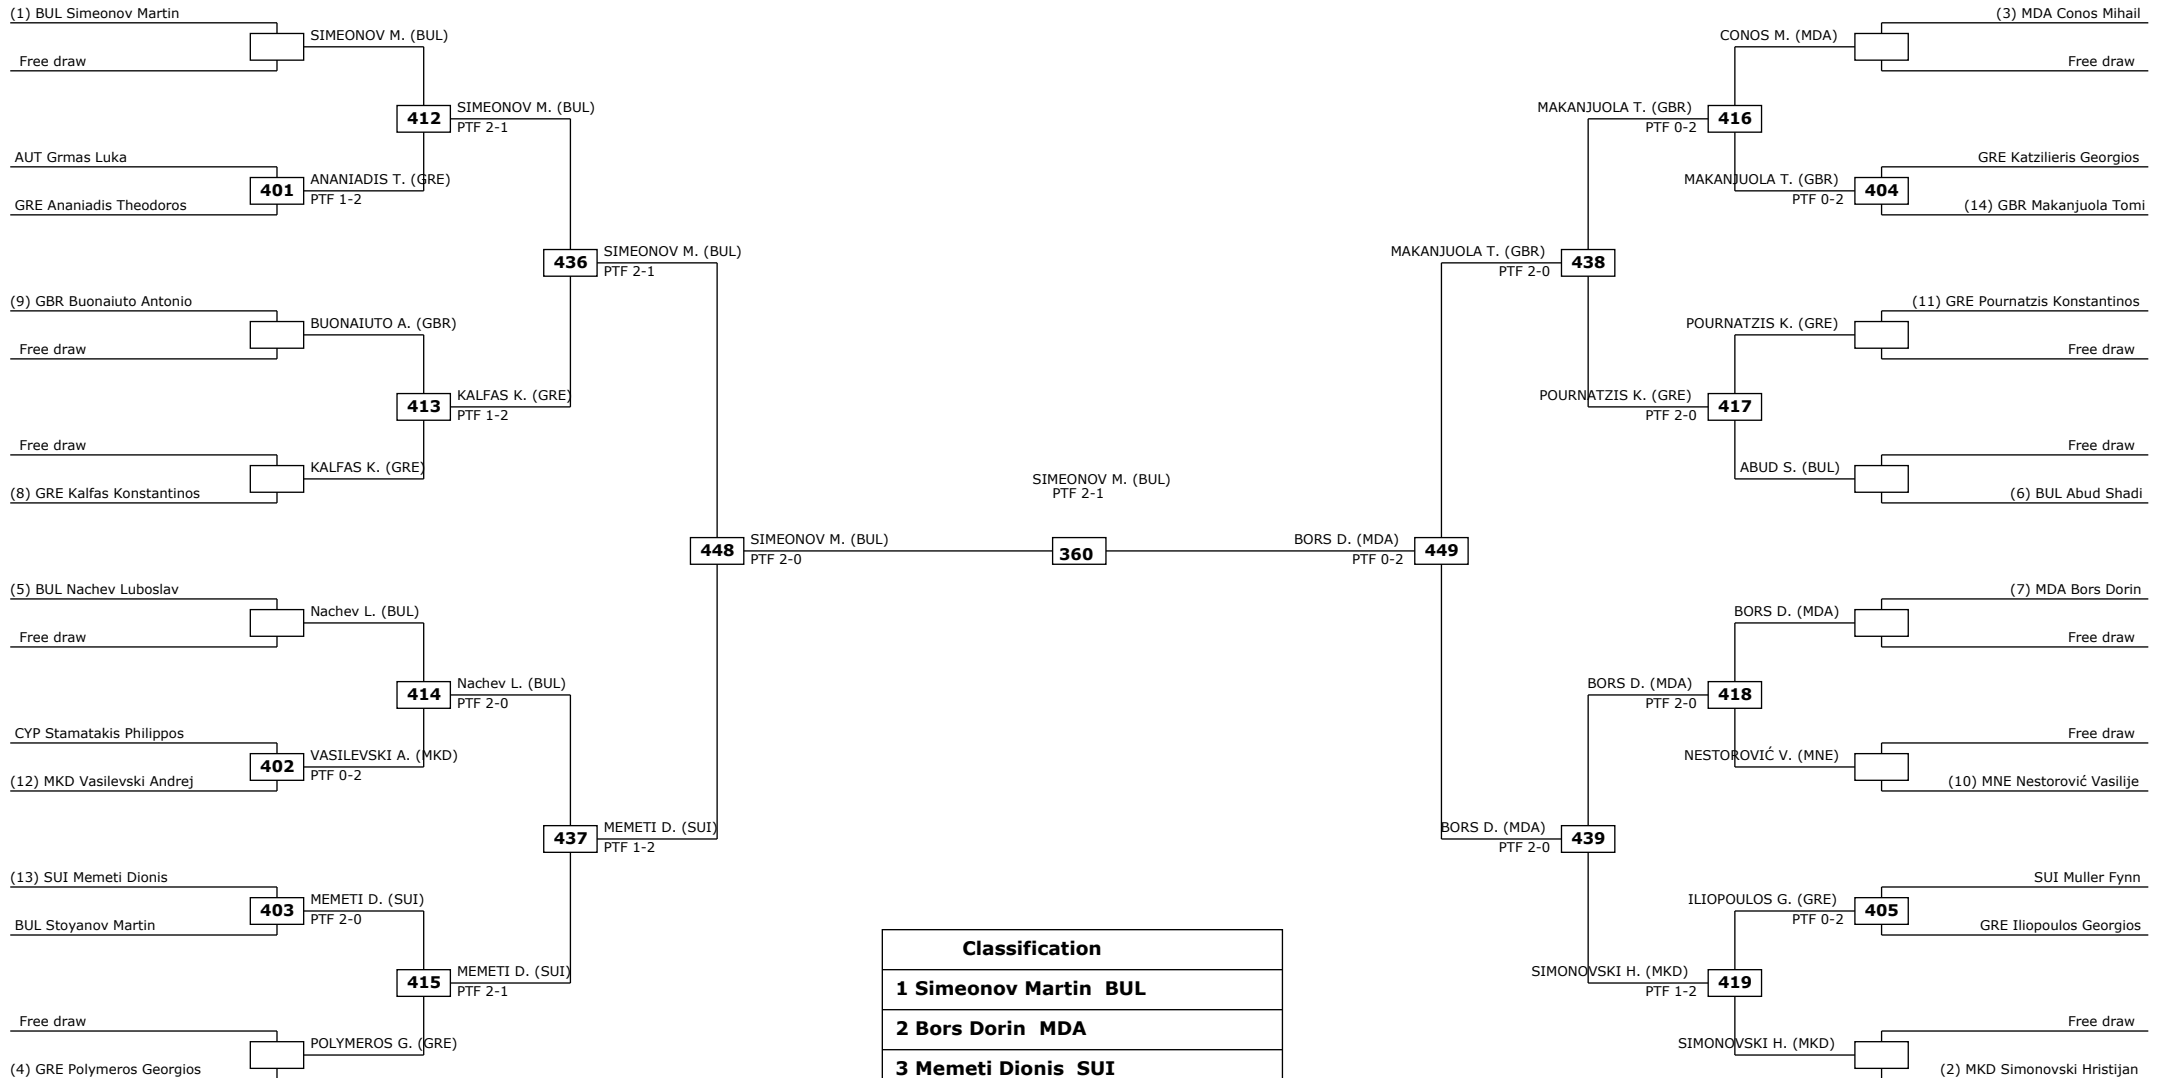 (1) BUL Simeonov Martin
SIMEONOV M. (BUL)
Free draw
412
SIMEONOV M. (BUL)
PTF 2-1
AUT Grmas Luka
401
ANANIADIS T. (GRE)
PTF 1-2
GRE Ananiadis Theodoros
436
SIMEONOV M. (BUL)
PTF 2-1
(9) GBR Buonaiuto Antonio
BUONAIUTO A. (GBR)
Free draw
413
KALFAS K. (GRE)
PTF 1-2
Free draw
KALFAS K. (GRE)
(8) GRE Kalfas Konstantinos
448
SIMEONOV M. (BUL)
PTF 2-0
(5) BUL Nachev Luboslav
Nachev L. (BUL)
Free draw
414
Nachev L. (BUL)
PTF 2-0
CYP Stamatakis Philippos
402
VASILEVSKI A. (MKD)
PTF 0-2
(12) MKD Vasilevski Andrej
437
MEMETI D. (SUI)
PTF 1-2
(13) SUI Memeti Dionis
403
MEMETI D. (SUI)
PTF 2-0
BUL Stoyanov Martin
415
MEMETI D. (SUI)
PTF 2-1
Free draw
POLYMEROS G. (GRE)
(4) GRE Polymeros Georgios
SIMEONOV M. (BUL)
PTF 2-1
360
(3) MDA Conos Mihail
CONOS M. (MDA)
Free draw
MAKANJUOLA T. (GBR)
PTF 0-2
416
GRE Katzilieris Georgios
MAKANJUOLA T. (GBR)
PTF 0-2
404
(14) GBR Makanjuola Tomi
MAKANJUOLA T. (GBR)
PTF 2-0
438
(11) GRE Pournatzis Konstantinos
POURNATZIS K. (GRE)
Free draw
POURNATZIS K. (GRE)
PTF 2-0
417
Free draw
ABUD S. (BUL)
(6) BUL Abud Shadi
BORS D. (MDA)
PTF 0-2
449
(7) MDA Bors Dorin
BORS D. (MDA)
Free draw
BORS D. (MDA)
PTF 2-0
418
Free draw
NESTOROVIĆ V. (MNE)
(10) MNE Nestorović Vasilije
BORS D. (MDA)
PTF 2-0
439
SUI Muller Fynn
ILIOPOULOS G. (GRE)
PTF 0-2
405
GRE Iliopoulos Georgios
SIMONOVSKI H. (MKD)
PTF 1-2
419
Free draw
SIMONOVSKI H. (MKD)
(2) MKD Simonovski Hristijan
Classification
1 Simeonov Martin BUL
2 Bors Dorin MDA
3 Memeti Dionis SUI